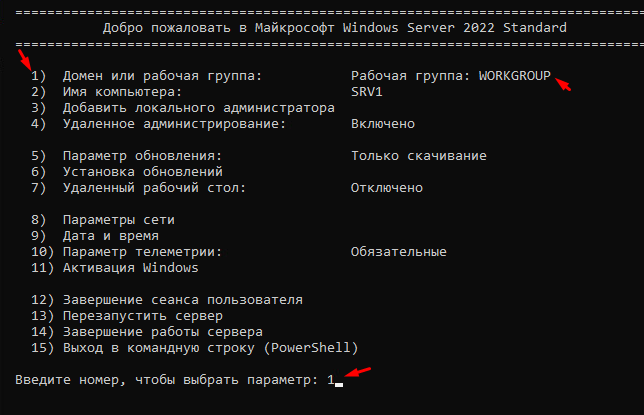 ================================================================================
Добро пожаловать в Майкрософт Windows Server 2022 Standard
================================================================================
1) Домен или рабочая группа: Рабочая группа: WORKGROUP
2) Имя компьютера: SRV1
3) Добавить локального администратора
4) Удаленное администрирование: Включено
5) Параметр обновления: Только скачивание
6) Установка обновлений
7) Удаленный рабочий стол: Отключено
8) Параметры сети
9) Дата и время
10) Параметр телеметрии: Обязательные
11) Активация Windows
12) Завершение сеанса пользователя
13) Перезапустить сервер
14) Завершение работы сервера
15) Выход в командную строку (PowerShell)
Введите номер, чтобы выбрать параметр: 1